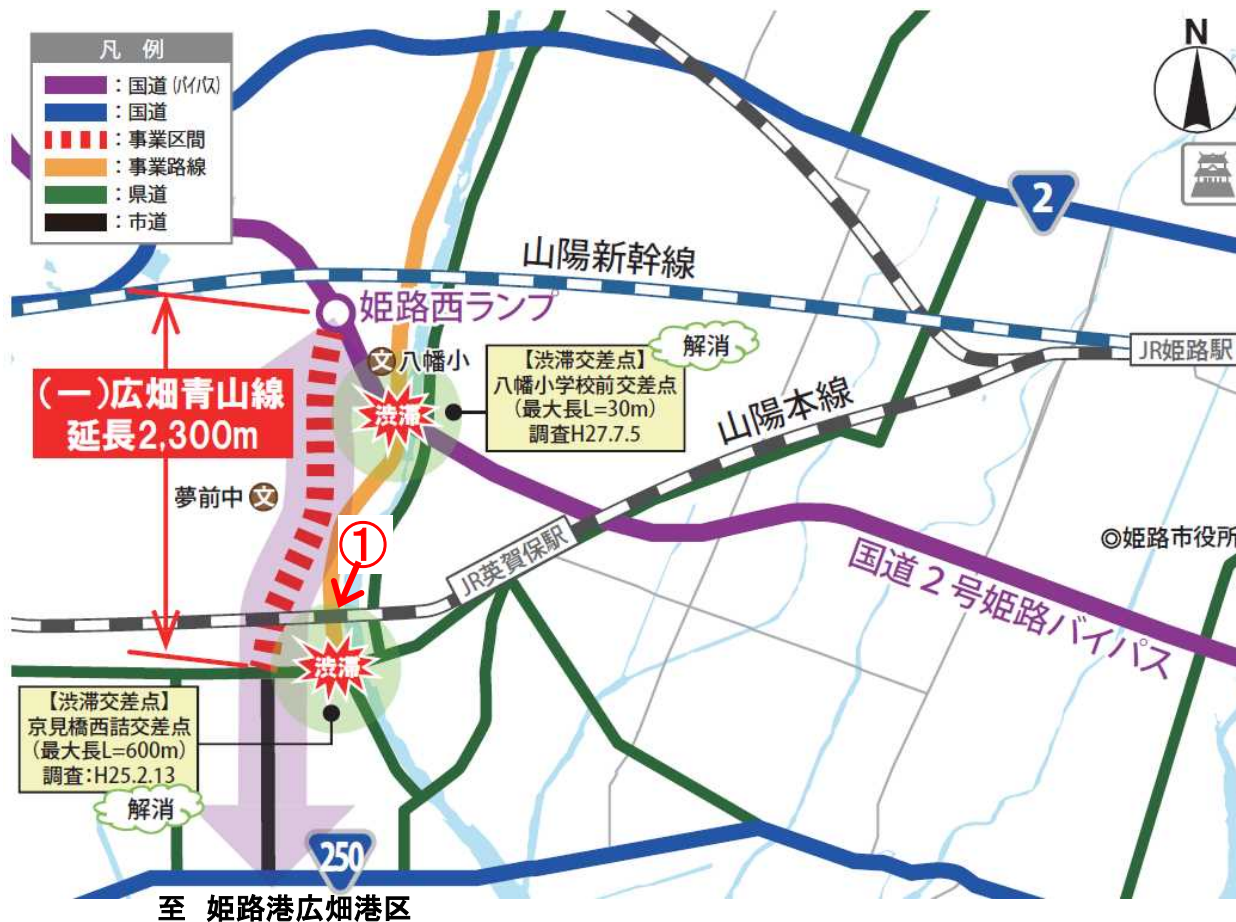 凡 例
：国道（バイパス）
：国道
：事業区間
：事業路線
：県道
：市道
N
2
山陽新幹線
姫路西ランプ
JR姫路駅
文 八幡小
【渋滞交差点】
八幡小学校前交差点
（最大長L=30m）
調査H27.7.5
解消
渋滞
山陽本線
（一）広畑青山線
延長2,300m
夢前中 文
①
JR英賀保駅
◎姫路市役所
国道２号姫路バイパス
渋滞
【渋滞交差点】
京見橋西詰交差点
（最大長L=600m）
調査：H25.2.13
解消
250
至 姫路港広畑港区